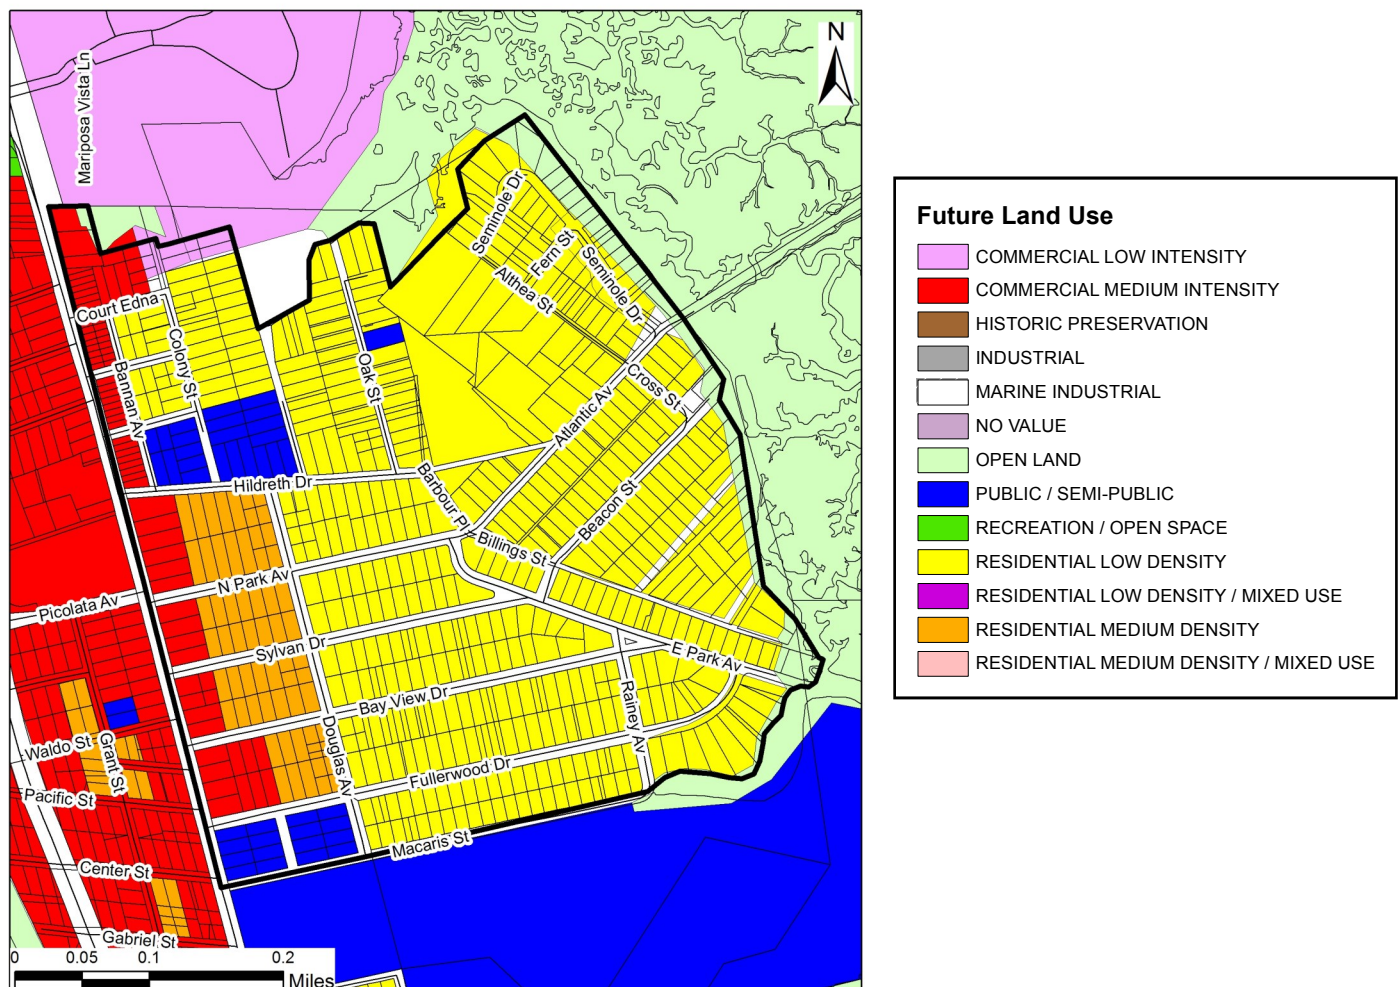 N
Mariposa Vista Ln
Seminole Dr
Fern St
Seminole Dr
Althea St
Court Edna
Colony St
Bannan Av
Oak St
Cross St
Atlantic Av
Hildreth Dr
Barbour Pl
Beacon St
Billings St
N Park Av
Picolata Av
Sylvan Dr
E Park Av
Bay View Dr
Rainey Av
Douglas Av
Waldo St
Grant St
Fullerwood Dr
Pacific St
Macaris St
Center St
Gabriel St
0 0.05 0.1 0.2
Miles
Future Land Use
COMMERCIAL LOW INTENSITY
COMMERCIAL MEDIUM INTENSITY
HISTORIC PRESERVATION
INDUSTRIAL
MARINE INDUSTRIAL
NO VALUE
OPEN LAND
PUBLIC / SEMI-PUBLIC
RECREATION / OPEN SPACE
RESIDENTIAL LOW DENSITY
RESIDENTIAL LOW DENSITY / MIXED USE
RESIDENTIAL MEDIUM DENSITY
RESIDENTIAL MEDIUM DENSITY / MIXED USE